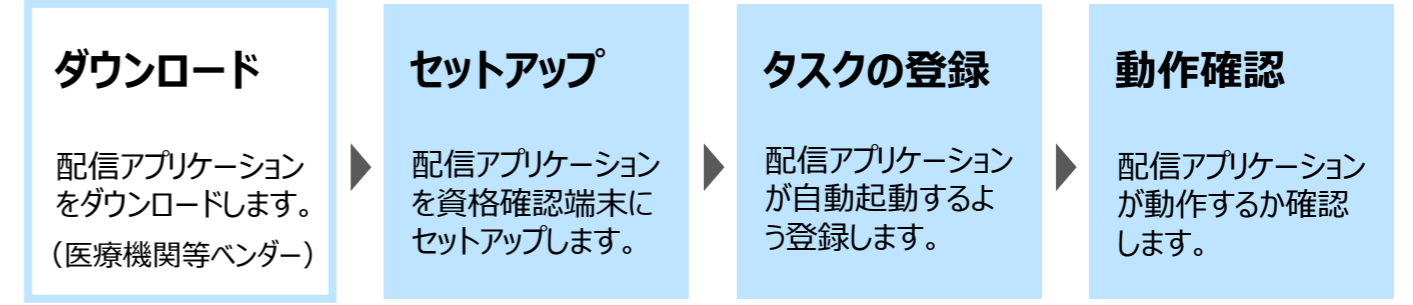 ダウンロード
配信アプリケーション
をダウンロードします。
（医療機関等ベンダー）
セットアップ
配信アプリケーション
を資格確認端末に
セットアップします。
タスクの登録
配信アプリケーション
が自動起動するよ
う登録します。
動作確認
配信アプリケーション
が動作するか確認
します。